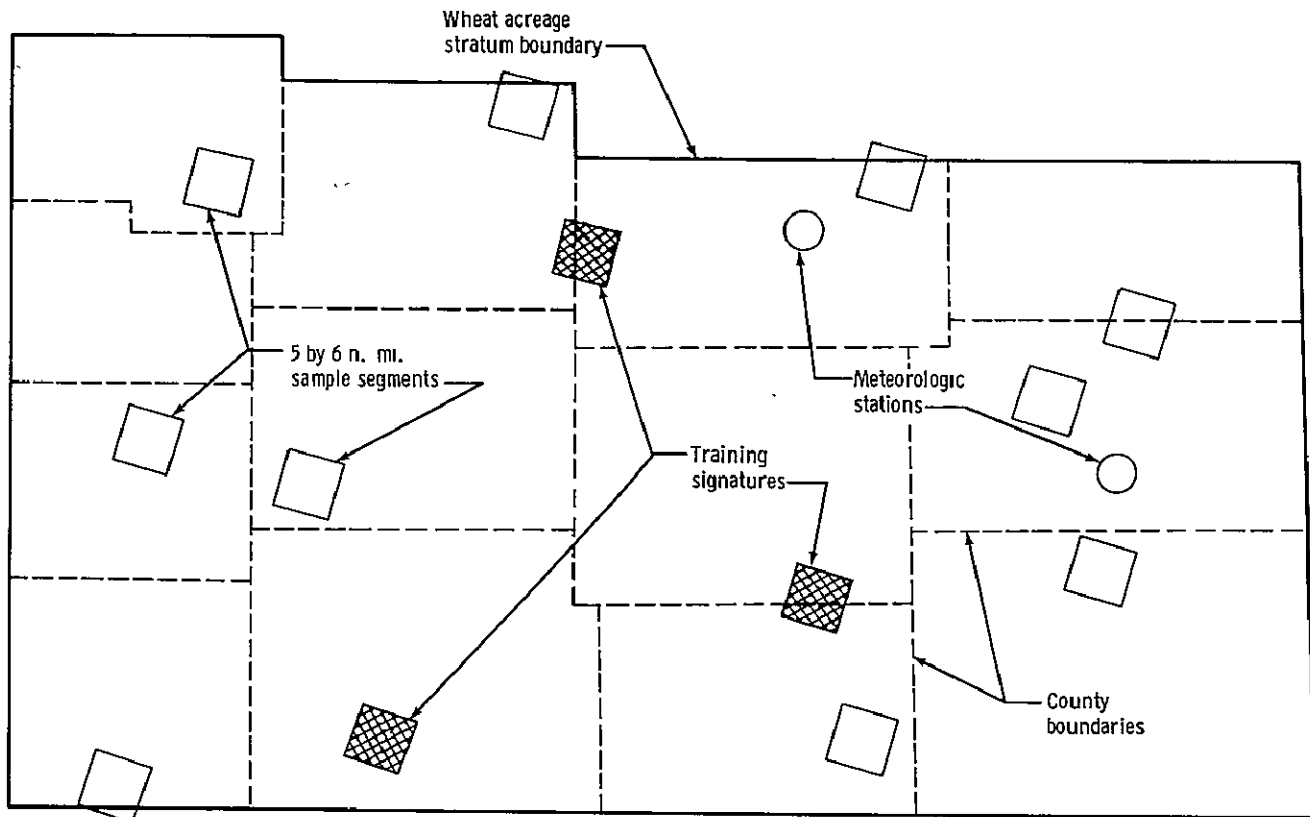 Wheat acreage
stratum boundary
5 by 6 n. mi.
sample segments
Meteorologic
stations
Training
signatures
County
boundaries